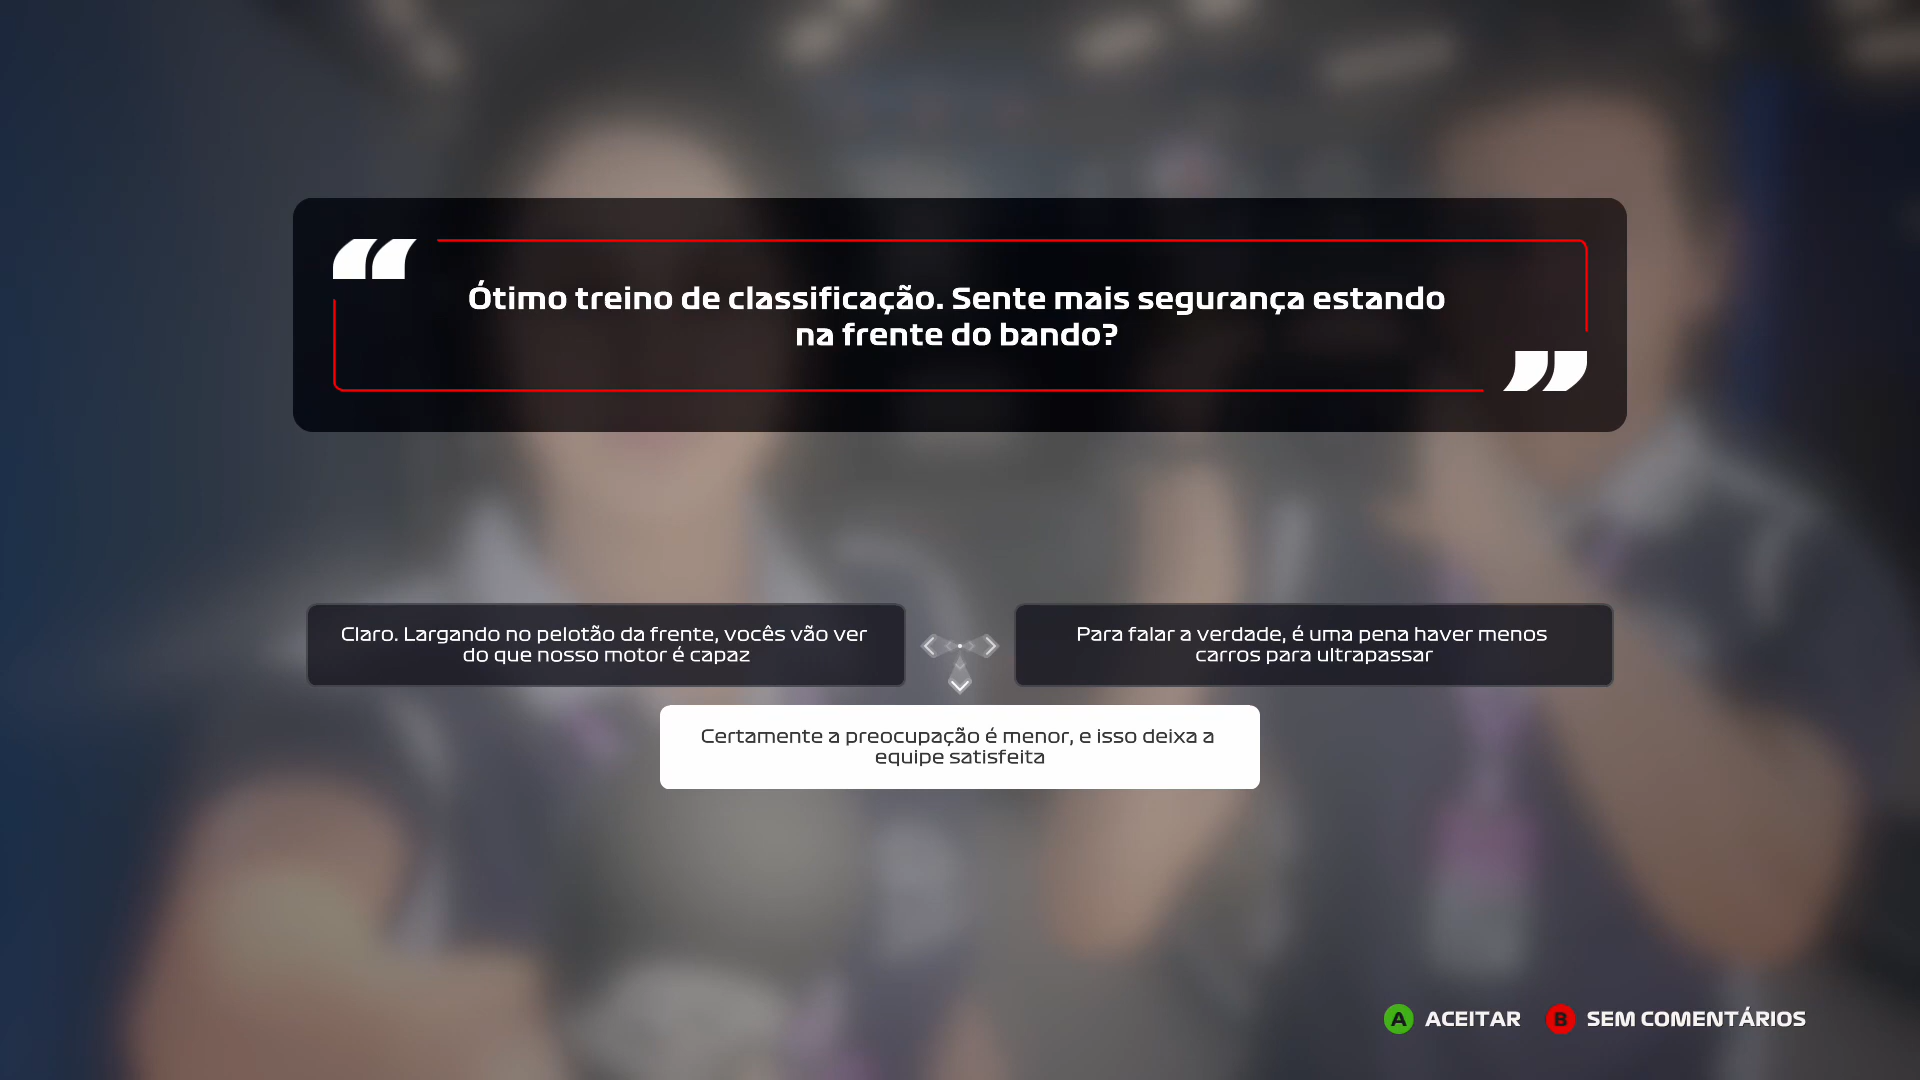 Ótimo treino de classificação. Sente mais segurança estando
na frente do bando?
Claro. Largando no pelotão da frente, vocês vão ver
do que nosso motor é capaz
Para falar a verdade, é uma pena haver menos
carros para ultrapassar
Certamente a preocupação é menor, e isso deixa a
equipe satisfeita
A ACEITAR B SEM COMENTÁRIOS